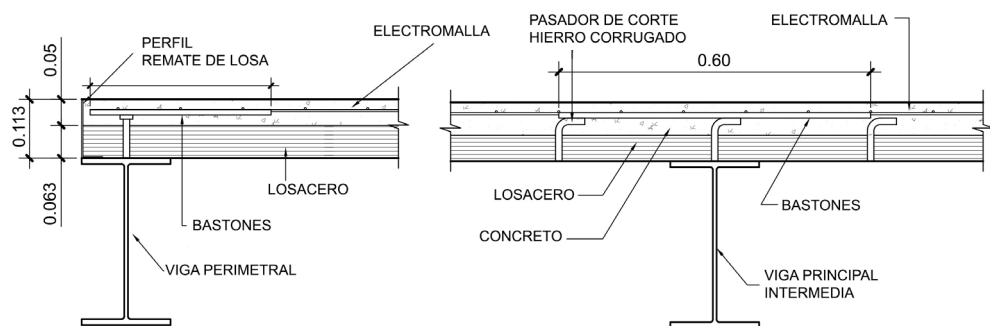 PERFIL
REMATE DE LOSA
ELECTROMALLA
0.05
0.113
0.063
LOSACERO
BASTONES
VIGA PERIMETRAL
PASADOR DE CORTE
HIERRO CORRUGADO
ELECTROMALLA
0.60
LOSACERO
BASTONES
CONCRETO
VIGA PRINCIPAL
INTERMEDIA